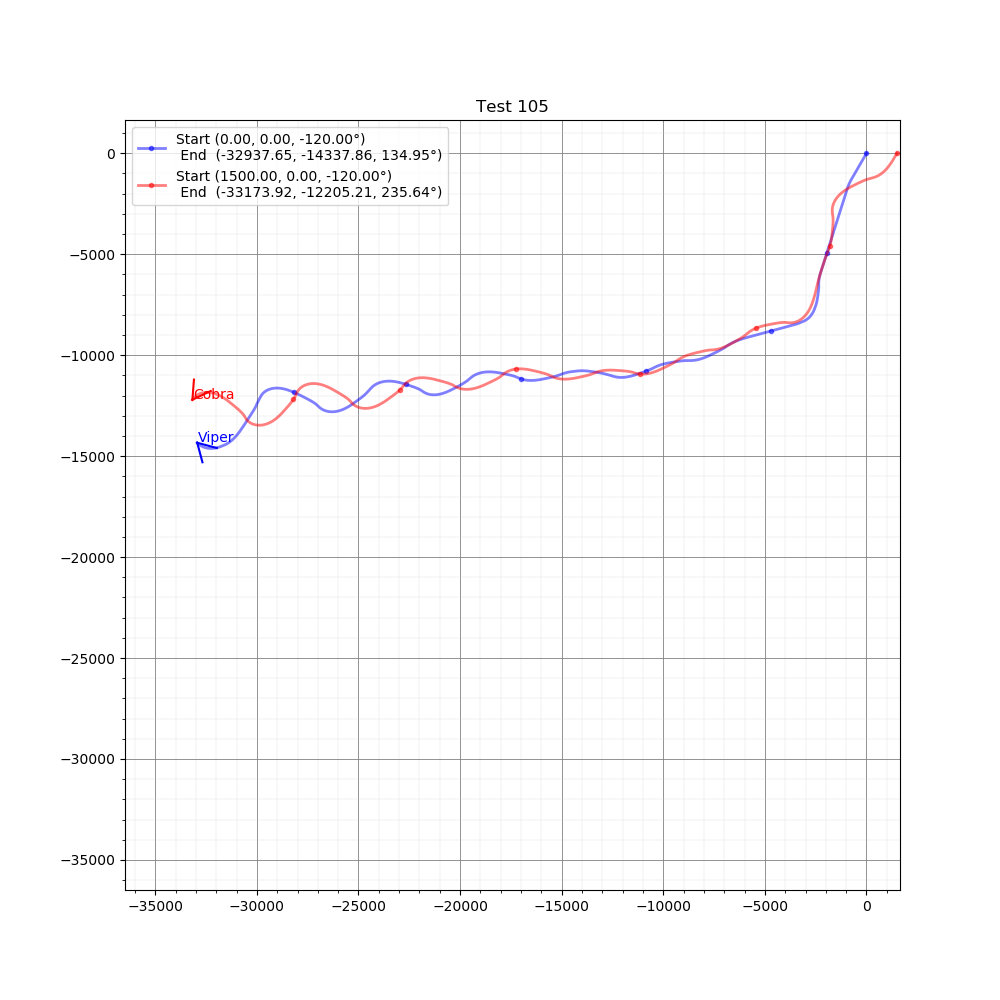 Test 105
Start (0.00, 0.00, -120.00°)
End (-32937.65, -14337.86, 134.95°)
Start (1500.00, 0.00, -120.00°)
End (-33173.92, -12205.21, 235.64°)
0
−5000
−10000
−15000
−20000
−25000
−30000
−35000
Cobra
Viper
−35000 −30000 −25000 −20000 −15000 −10000 −5000 0